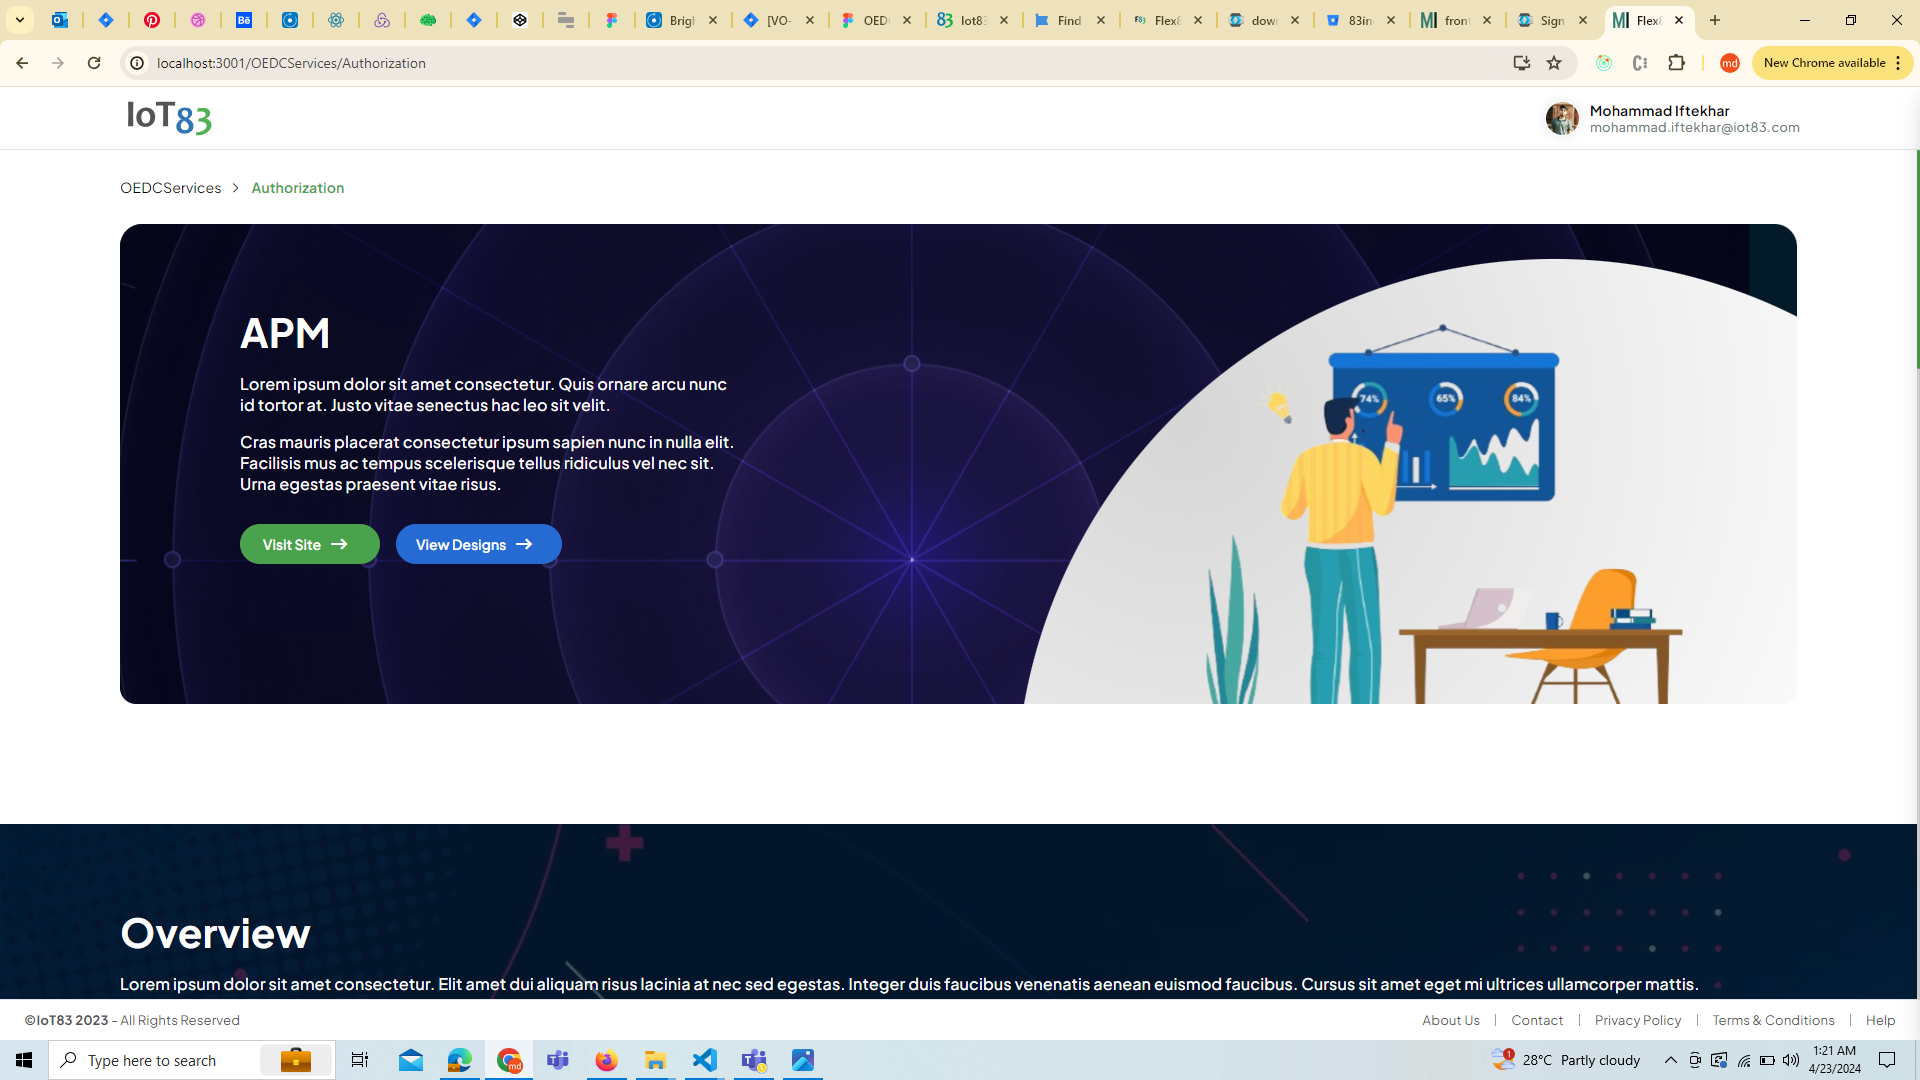 Brigh
[VO-
OED
Iot83
Find
Flex8
dow
83in
front
Sign
Flex8
localhost:3001/OEDCServices/Authorization
md
New Chrome available
IoT83
Mohammad Iftekhar
mohammad.iftekhar@iot83.com
OEDCServices > Authorization
APM
Lorem ipsum dolor sit amet consectetur. Quis ornare arcu nunc
id tortor at. Justo vitae senectus hac leo sit velit.
Cras mauris placerat consectetur ipsum sapien nunc in nulla elit.
Facilisis mus ac tempus scelerisque tellus ridiculus vel nec sit.
Urna egestas praesent vitae risus.
Visit Site
View Designs
74%
65%
84%
Overview
Lorem ipsum dolor sit amet consectetur. Elit amet dui aliquam risus lacinia at nec sed egestas. Integer duis faucibus venenatis aenean euismod faucibus. Cursus sit amet eget mi ultrices ullamcorper mattis.
©IoT83 2023 - All Rights Reserved
About Us | Contact | Privacy Policy | Terms & Conditions | Help
Type here to search
28°C Partly cloudy
1:21 AM
4/23/2024